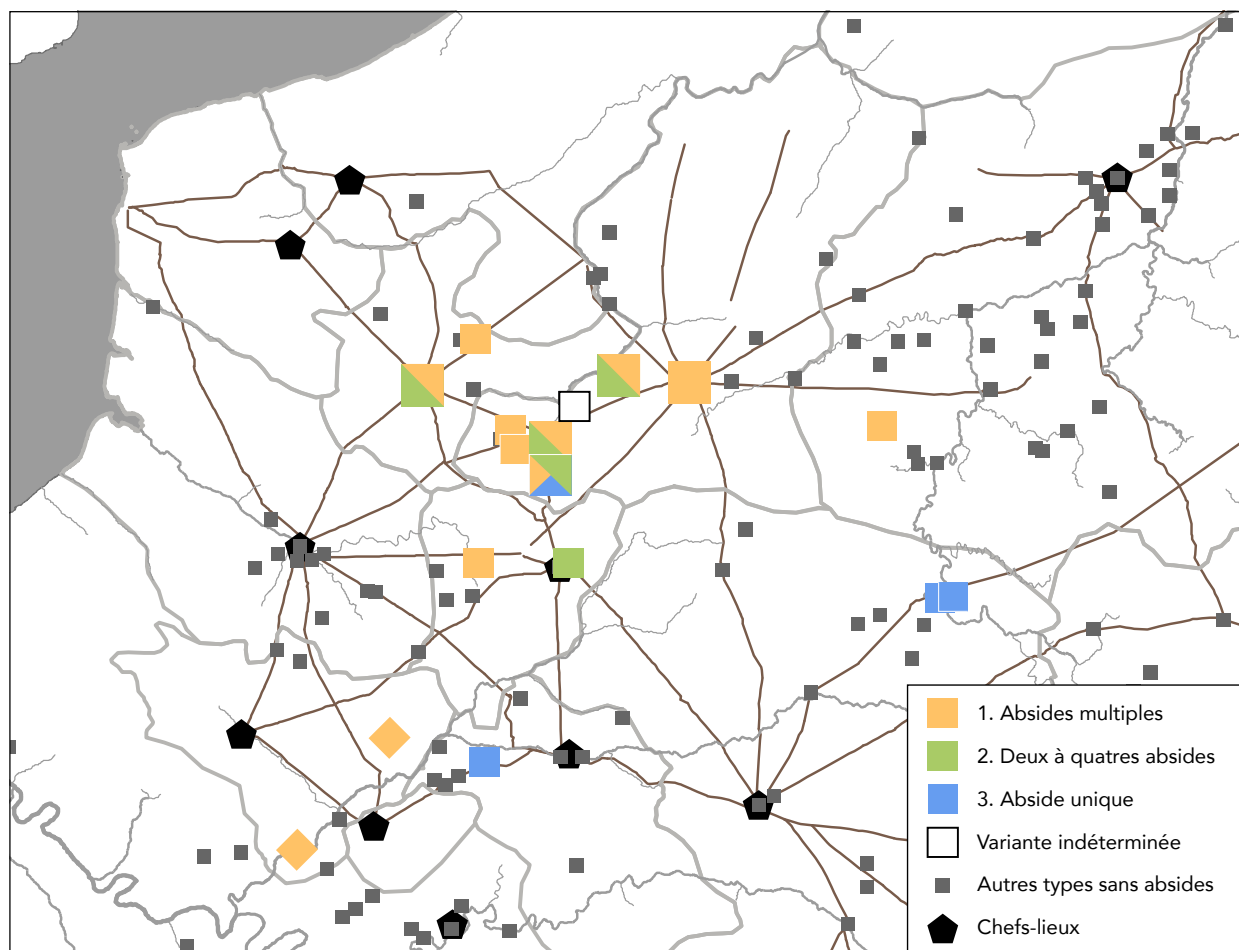 1. Absides multiples
2. Deux à quatres absides
3. Abside unique
Variante indéterminée
Autres types sans absides
Chefs-lieux